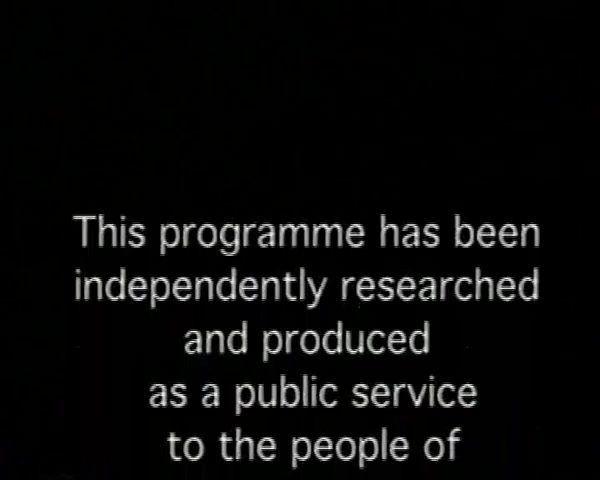 This programme has been
independently researched
and produced
as a public service
to the people of